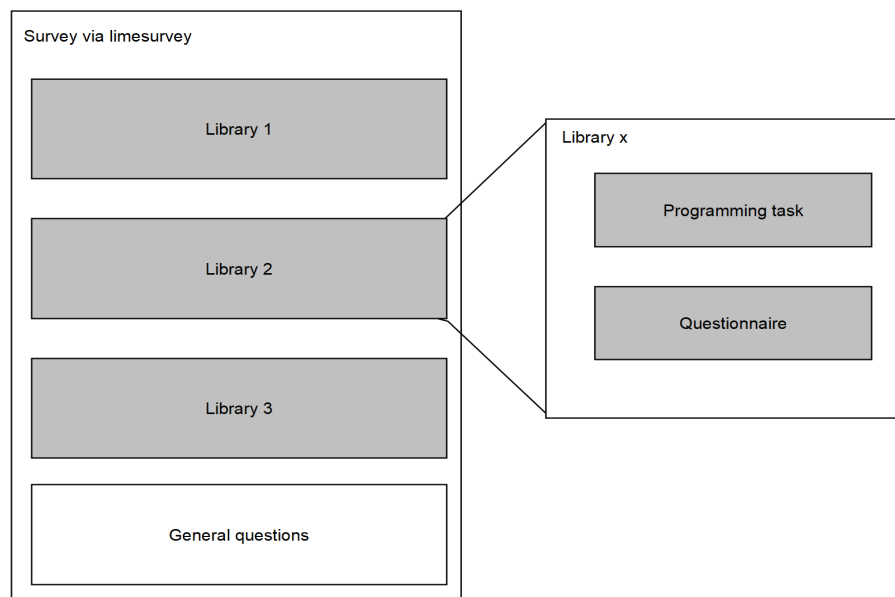 Survey via limesurvey
Library 1
Library 2
Library 3
General questions
Library x
Programming task
Questionnaire